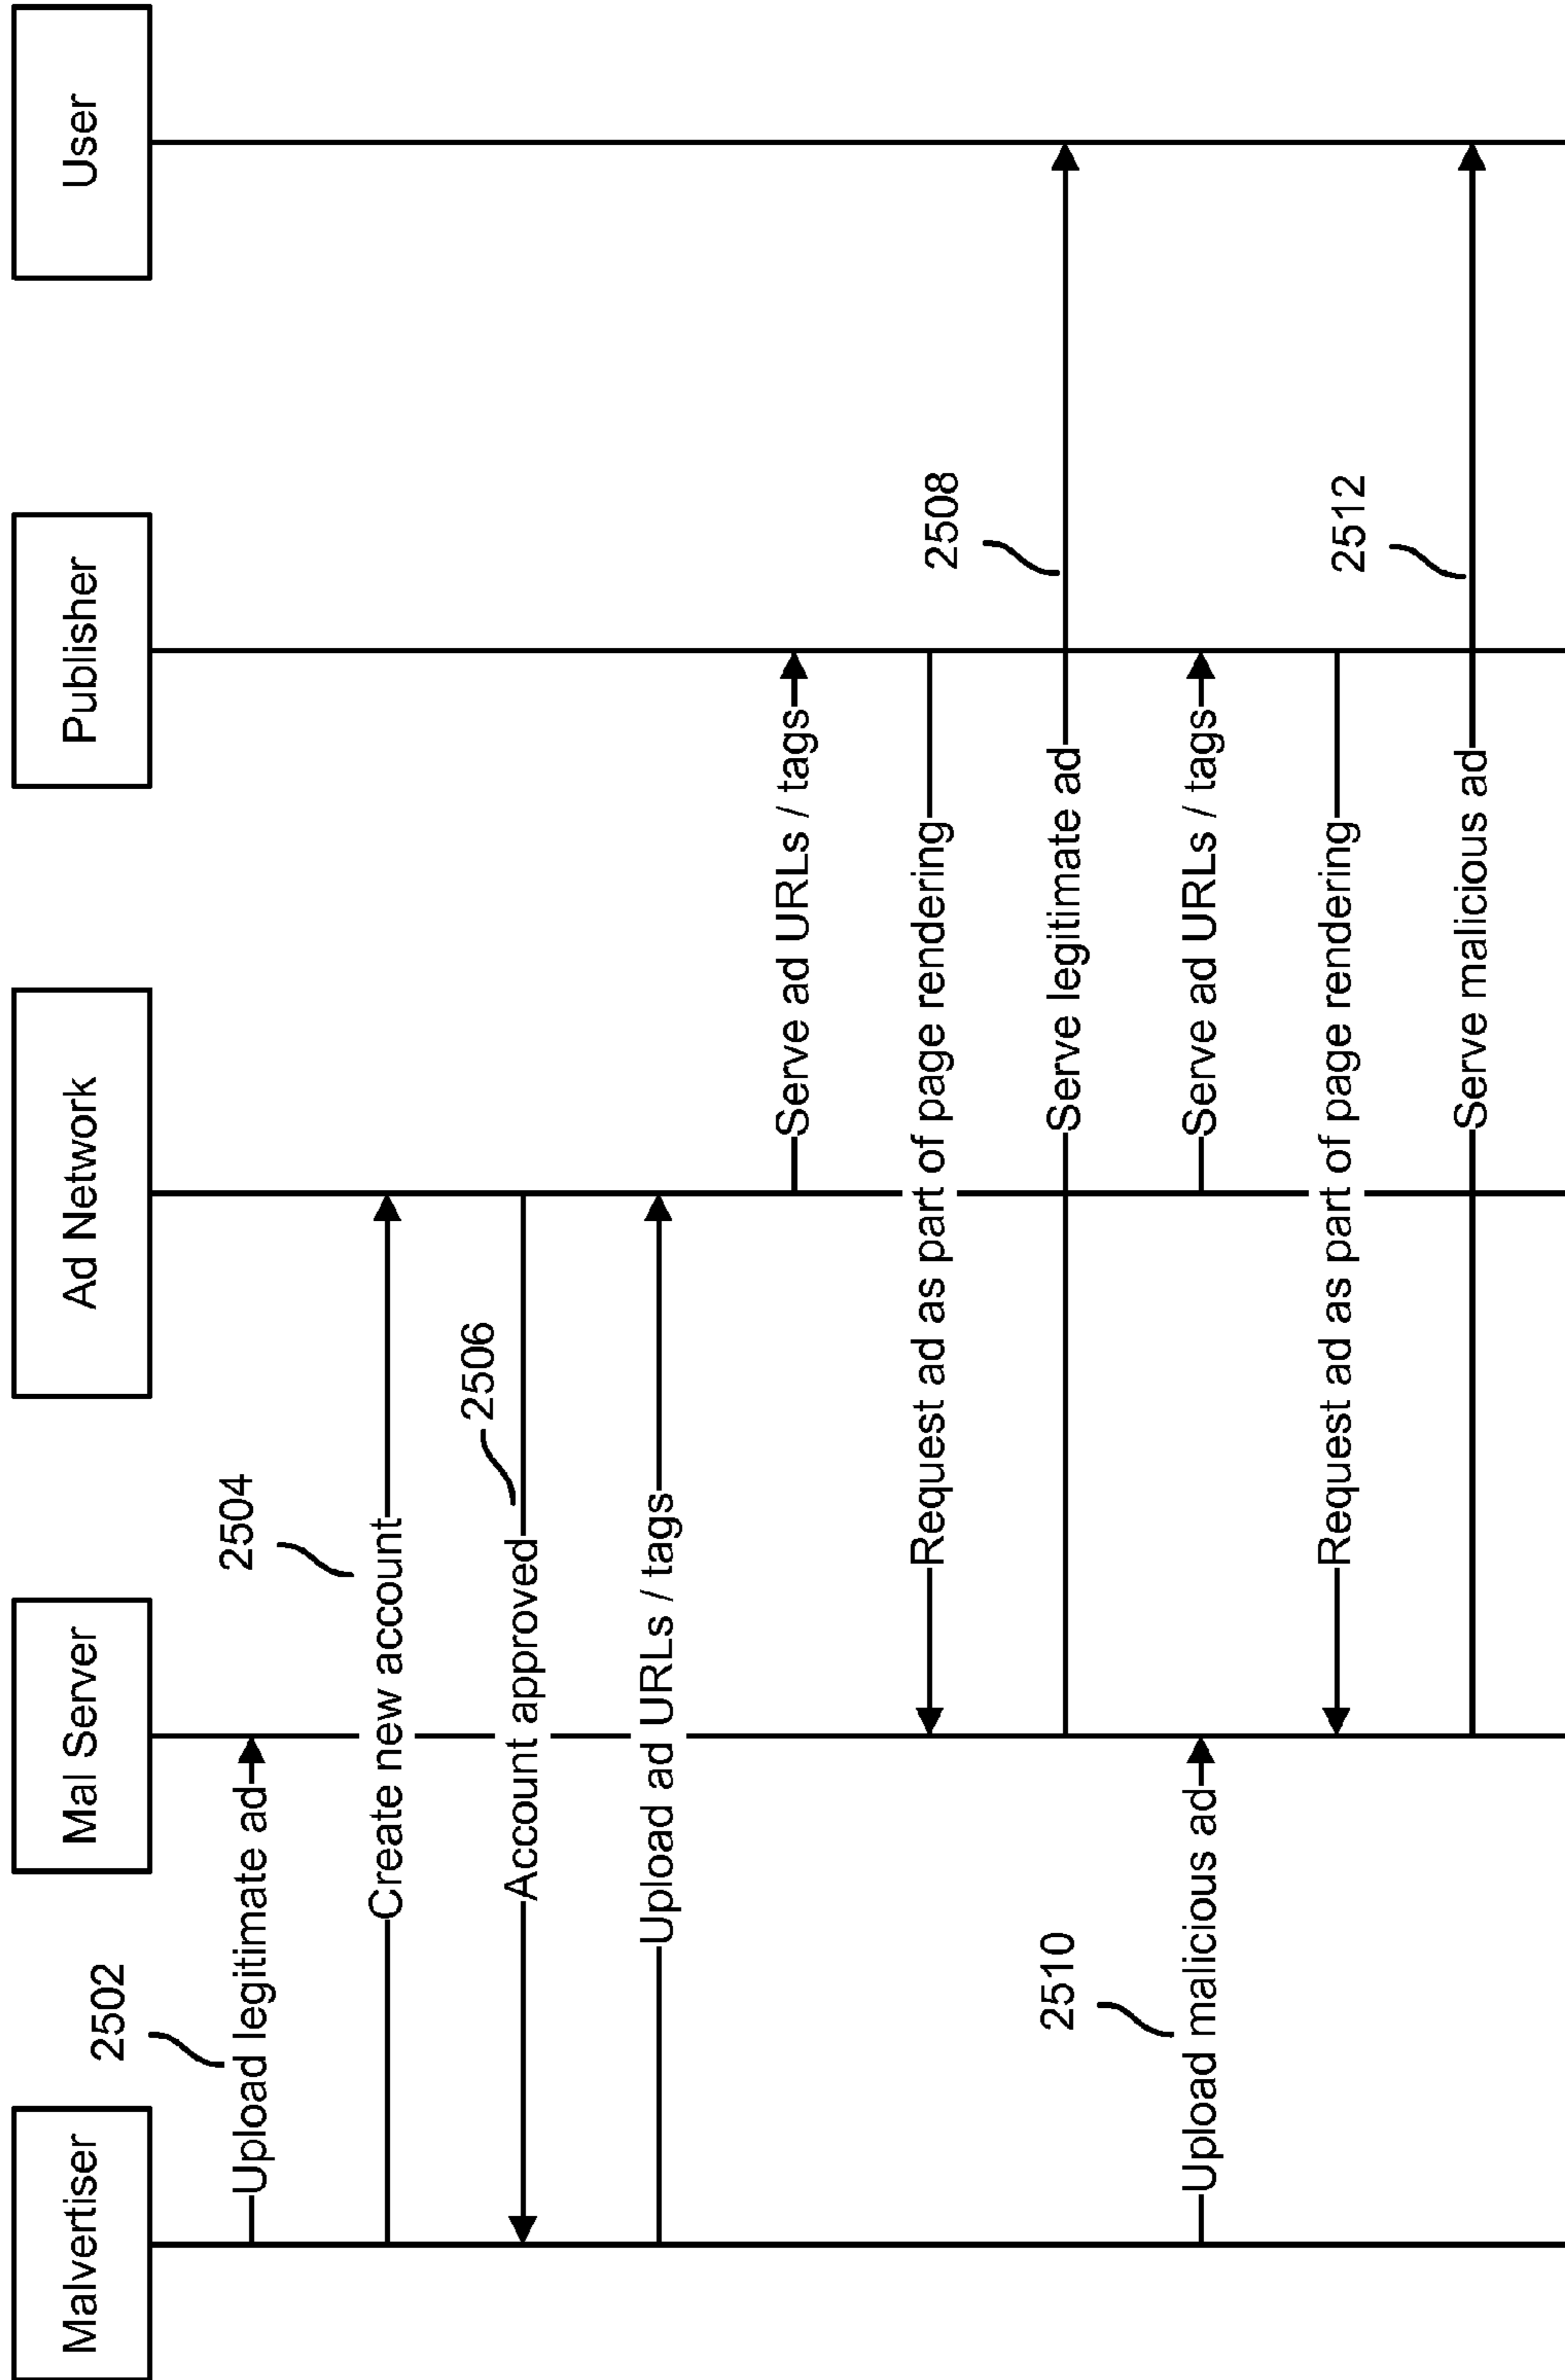 Malvertiser
Mal Server
Ad Network
Publisher
User
2502
Upload legitimate ad
2504
Create new account
2506
Account approved
Upload ad URLs / tags
Serve ad URLs / tags
Request ad as part of page rendering
2508
Serve legitimate ad
2510
Upload malicious ad
Serve ad URLs / tags
Request ad as part of page rendering
2512
Serve malicious ad